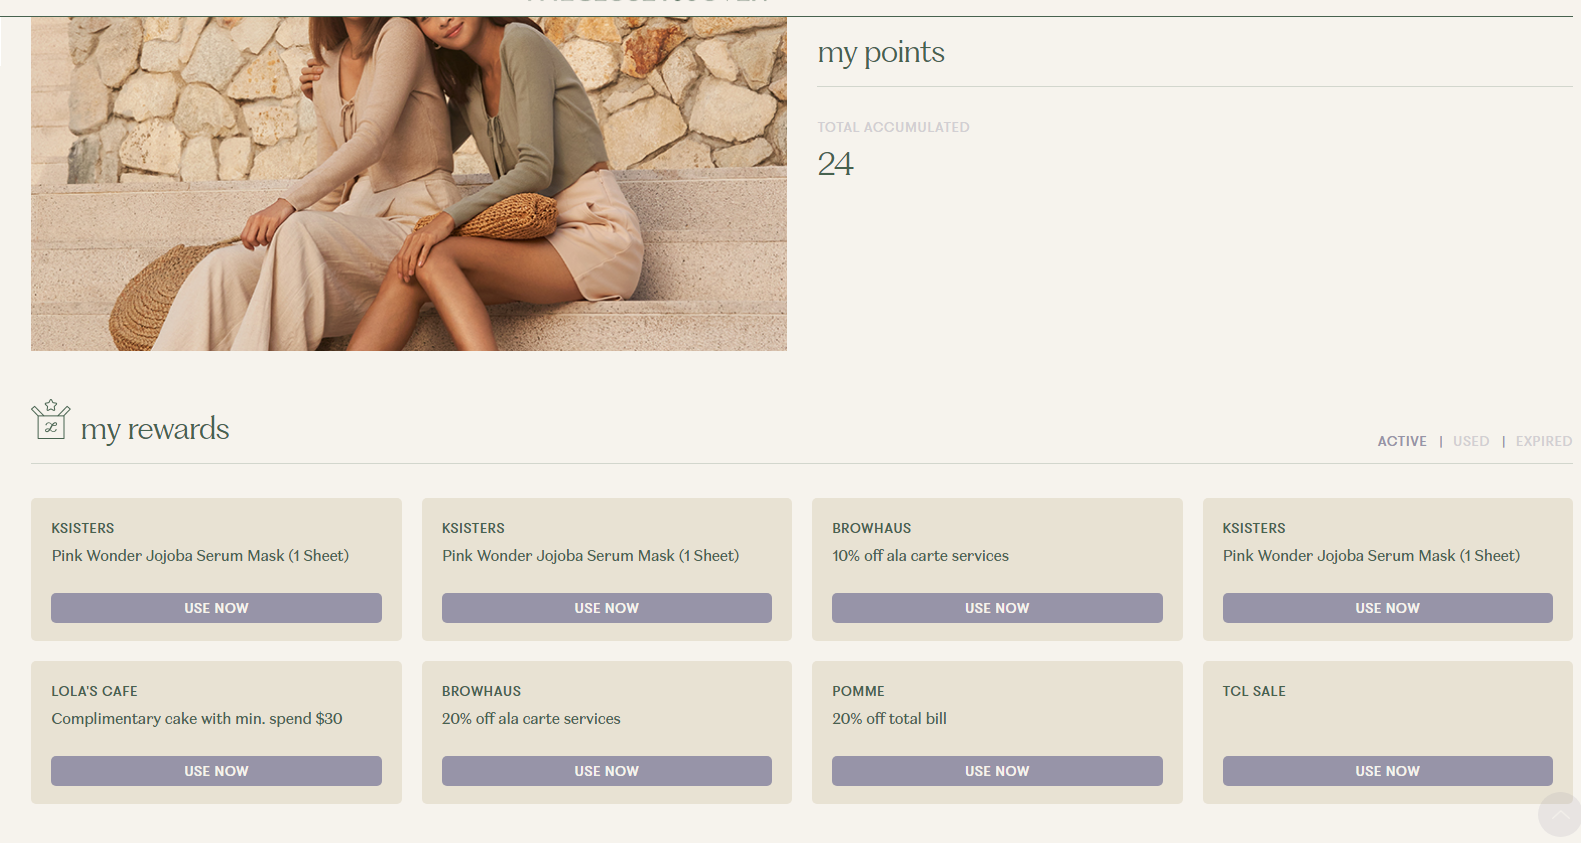 my points
TOTAL ACCUMULATED
24
my rewards
ACTIVE | USED | EXPIRED
KSISTERS
Pink Wonder Jojoba Serum Mask (1 Sheet)
USE NOW
KSISTERS
Pink Wonder Jojoba Serum Mask (1 Sheet)
USE NOW
BROWHAUS
10% off ala carte services
USE NOW
KSISTERS
Pink Wonder Jojoba Serum Mask (1 Sheet)
USE NOW
LOLA'S CAFE
Complimentary cake with min. spend $30
USE NOW
BROWHAUS
20% off ala carte services
USE NOW
POMME
20% off total bill
USE NOW
TCL SALE
USE NOW